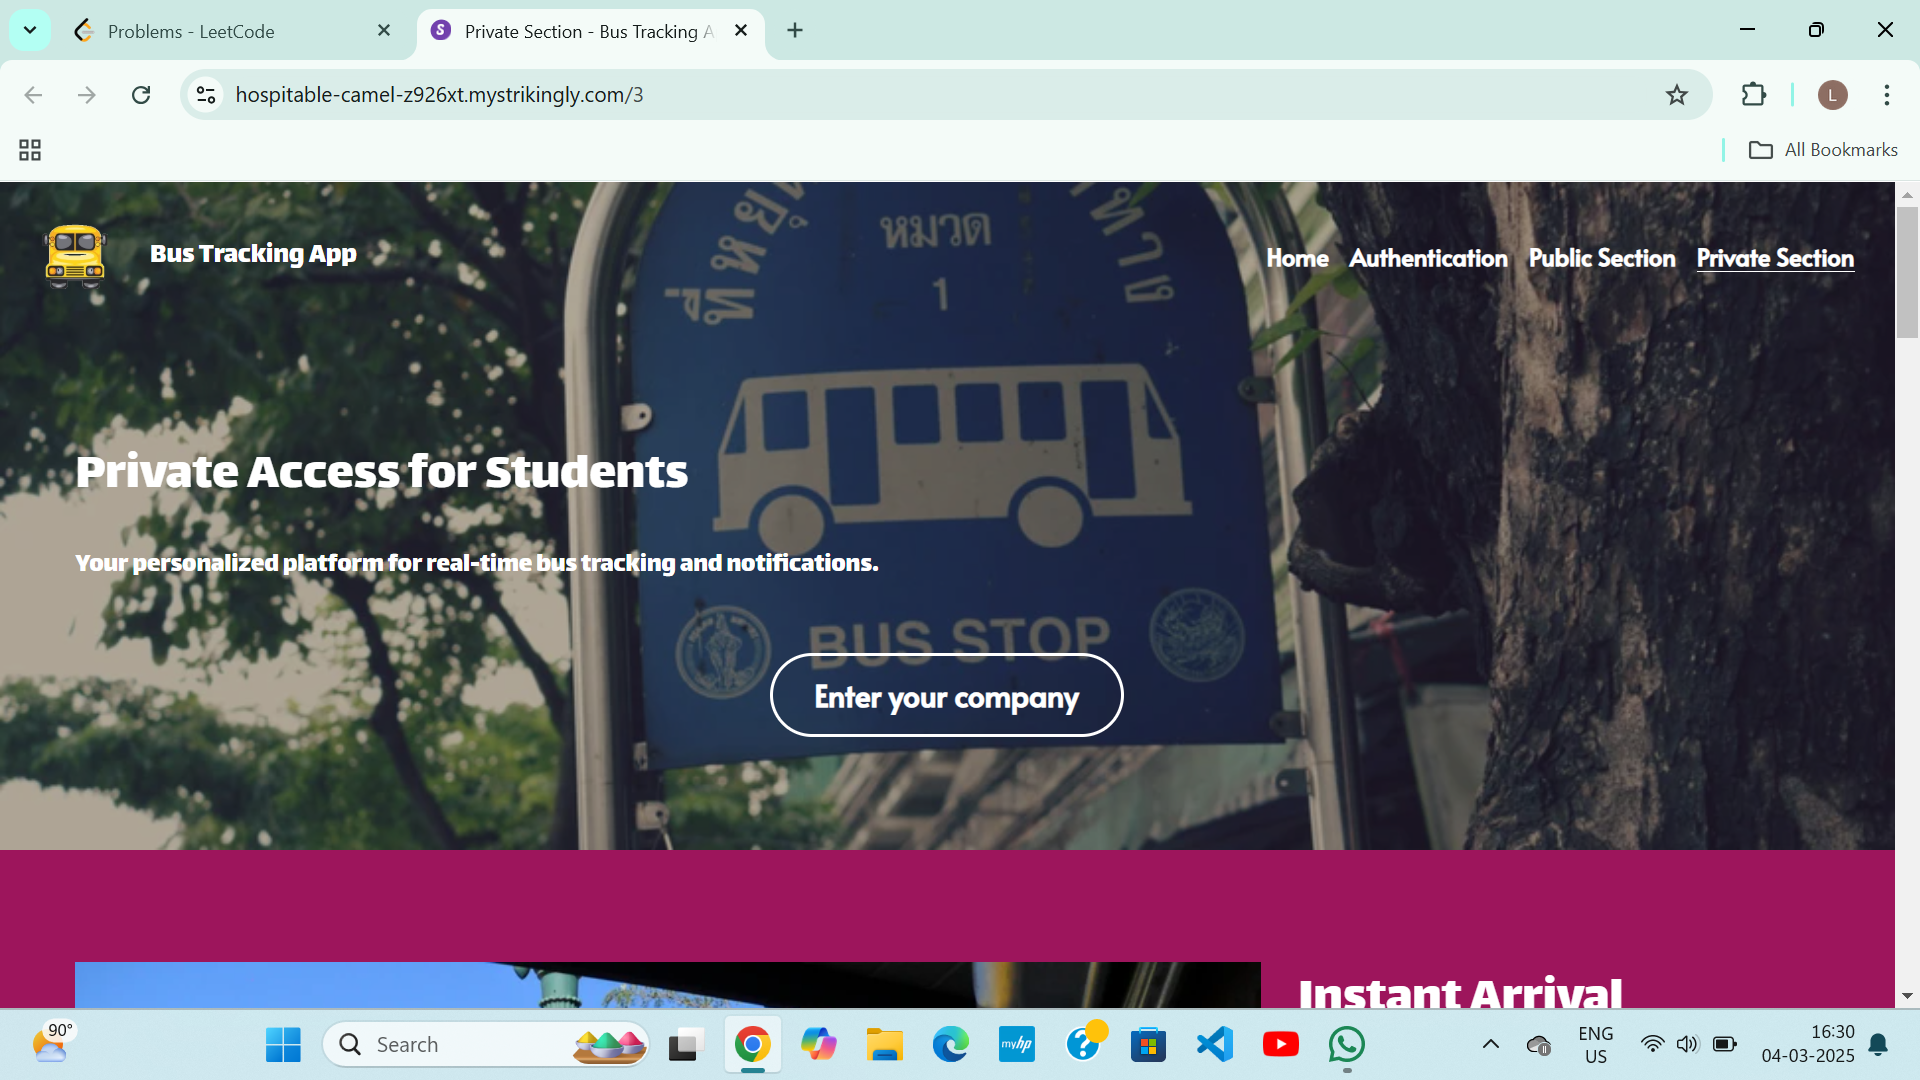 Problems - LeetCode
Private Section - Bus Tracking A
hospitable-camel-z926xt.mystrikingly.com/3
L
All Bookmarks
Bus Tracking App
Home Authentication Public Section Private Section
หมวด
1
Private Access for Students
Your personalized platform for real-time bus tracking and notifications.
BUS STOP
Enter your company
Instant Arrival
90°
Search
myhp
ENG
US
16:30
04-03-2025